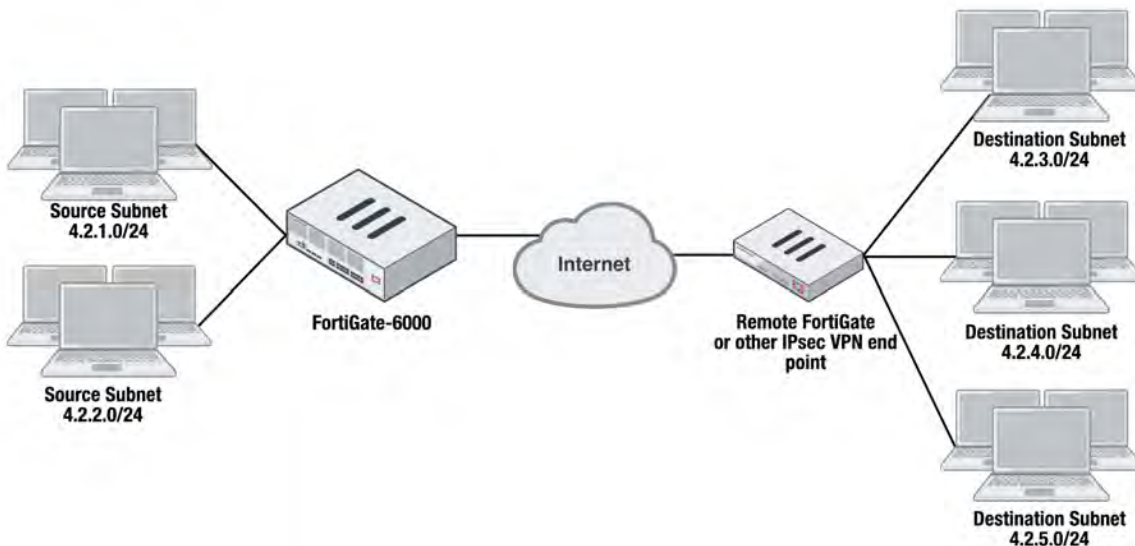 Source Subnet
4.2.1.0/24
Source Subnet
4.2.2.0/24
FortiGate-6000
Internet
Remote FortiGate
or other IPsec VPN end
point
Destination Subnet
4.2.3.0/24
Destination Subnet
4.2.4.0/24
Destination Subnet
4.2.5.0/24